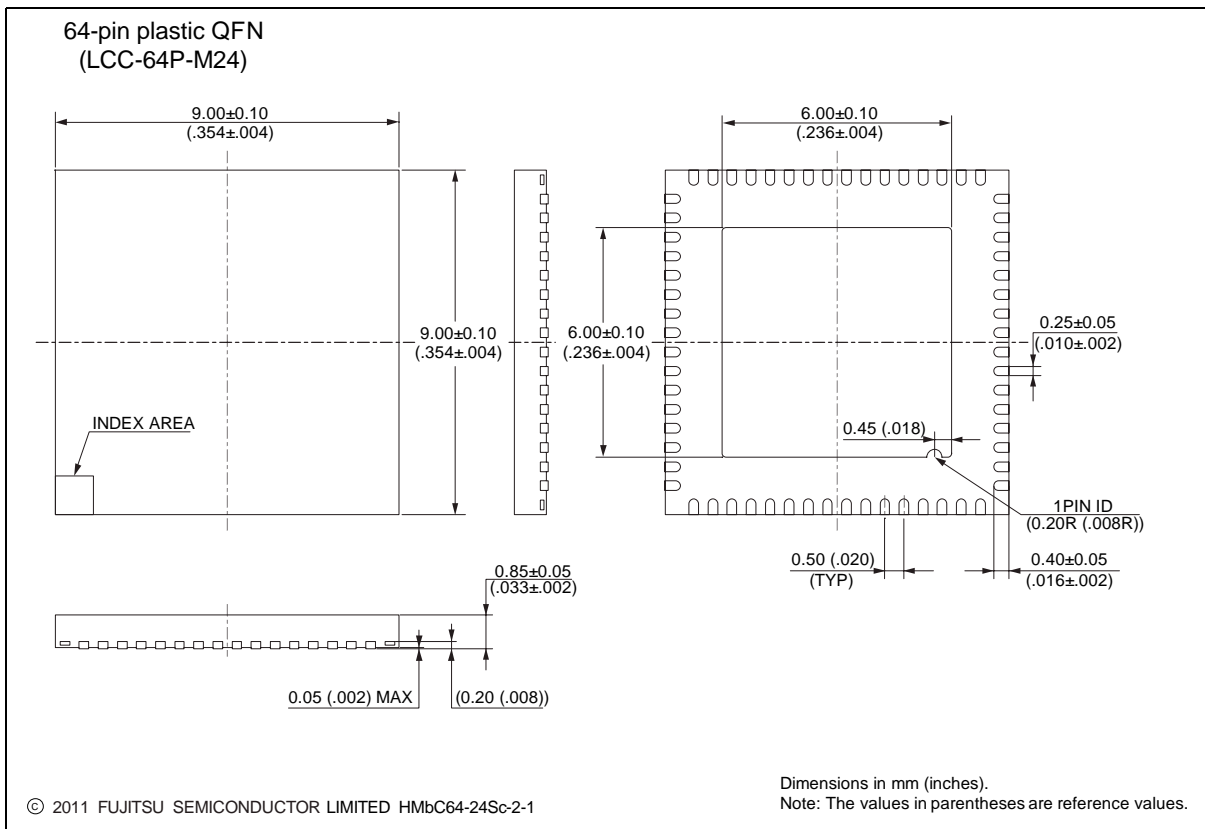 64-pin plastic QFN
(LCC-64P-M24)
9.00±0.10
(.354±.004)
6.00±0.10
(.236±.004)
9.00±0.10
(.354±.004)
6.00±0.10
(.236±.004)
0.25±0.05
(.010±.002)
INDEX AREA
0.45 (.018)
1PIN ID
(0.20R (.008R))
0.50 (.020)
(TYP)
0.40±0.05
(.016±.002)
0.85±0.05
(.033±.002)
0.05 (.002) MAX
(0.20 (.008))
Dimensions in mm (inches).
Note: The values in parentheses are reference values.
© 2011 FUJITSU SEMICONDUCTOR LIMITED HMbC64-24Sc-2-1